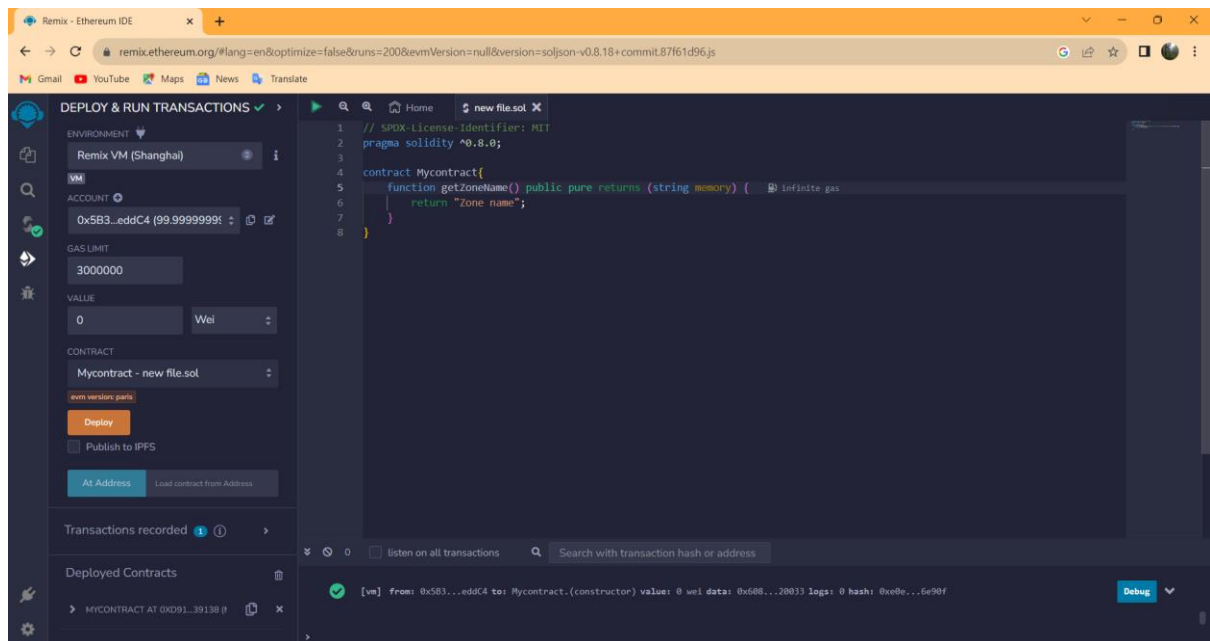 Remix - Ethereum IDE
remix.ethereum.org/#lang=en&optimize=false&runs=200&evmVersion=null&version=soljson-v0.8.18+commit.87f61d96.js
Gmail YouTube Maps News Translate
DEPLOY & RUN TRANSACTIONS
ENVIRONMENT
Remix VM (Shanghai)
VM
ACCOUNT
0x5B3...eddC4 (99.9999999
GAS LIMIT
3000000
VALUE
0 Wei
CONTRACT
Mycontract - new file.sol
evm version: paris
Deploy
Publish to IPFS
At Address Load contract from Address
Transactions recorded 1
Deployed Contracts
MYCONTRACT AT 0XD91...39138
Home new file.sol
1 // SPDX-License-Identifier: MIT
2 pragma solidity ^0.8.0;
3
4 contract Mycontract{
5 function getZoneName() public pure returns (string memory) { infinite gas
6 return "Zone name";
7 }
8 }
0 listen on all transactions Search with transaction hash or address
[vm] from: 0x5B3...eddC4 to: Mycontract.(constructor) value: 0 wei data: 0x608...20033 logs: 0 hash: 0xe0e...6e90f
Debug
>